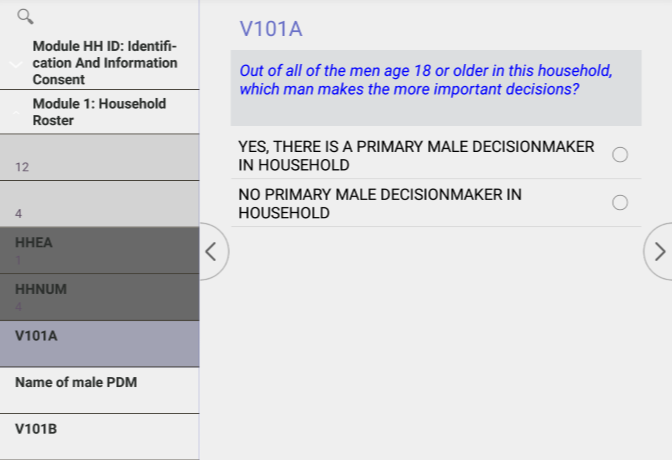 Module HH ID: Identifi-
cation And Information
Consent
Module 1: Household
Roster
12
4
HHEA
1
HHNUM
4
V101A
Name of male PDM
V101B
V101A
Out of all of the men age 18 or older in this household,
which man makes the more important decisions?
YES, THERE IS A PRIMARY MALE DECISIONMAKER
IN HOUSEHOLD
NO PRIMARY MALE DECISIONMAKER IN
HOUSEHOLD